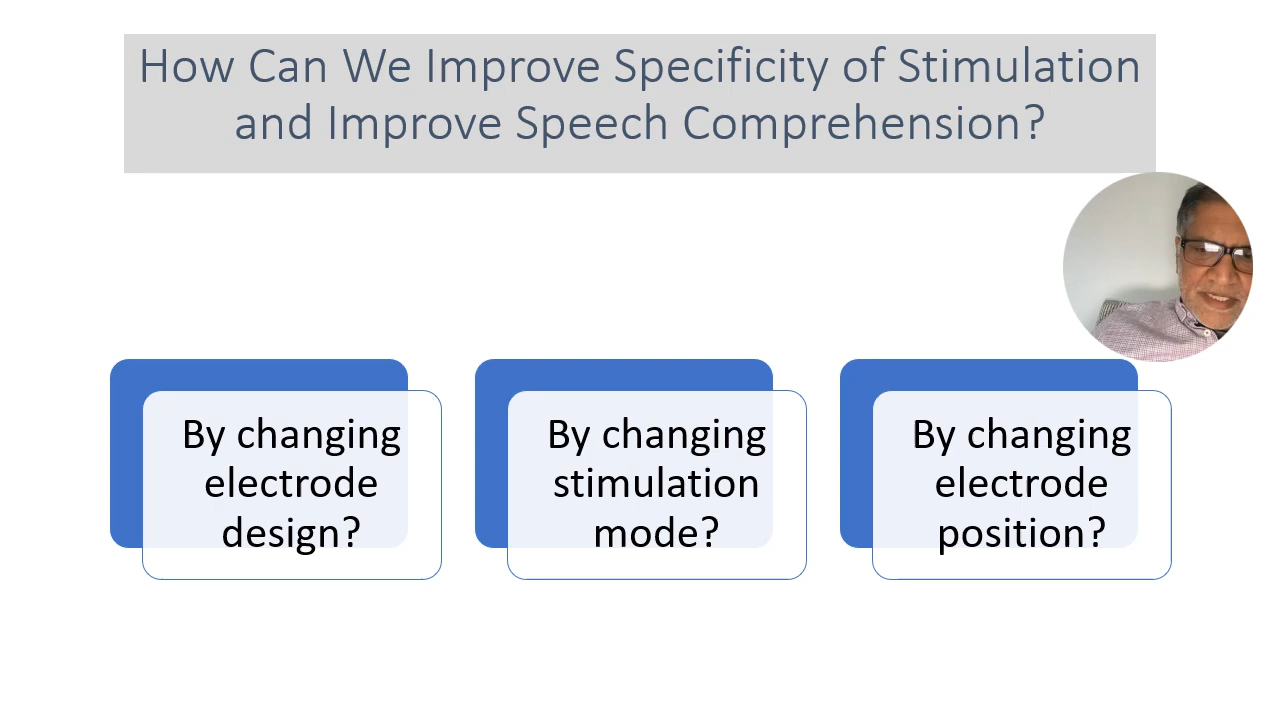 How Can We Improve Specificity of Stimulation
and Improve Speech Comprehension?
By changing
electrode
design?
By changing
stimulation
mode?
By changing
electrode
position?